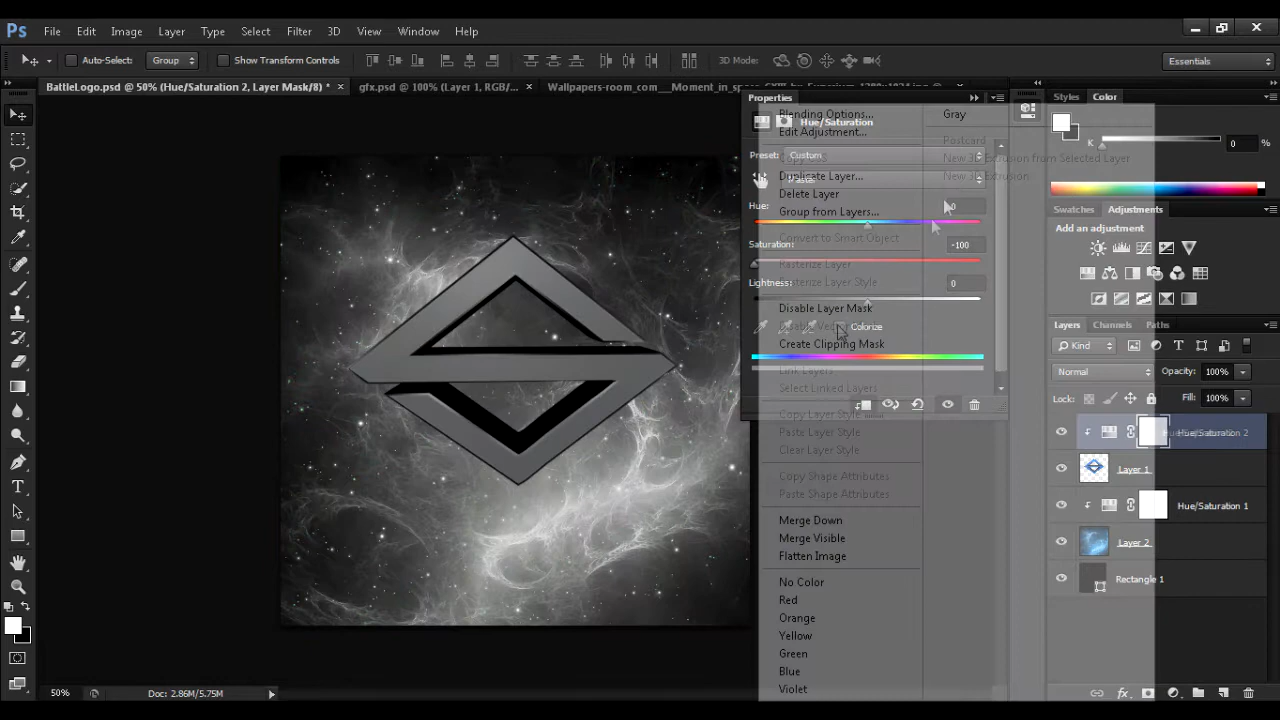 Ps File Edit Image Layer Type Select Filter 3D View Window Help
Auto-Select: Group Show Transform Controls 3D Mode: Essentials
BattleLogo.psd @ 50% (Hue/Saturation 2, Layer Mask/8) * × gfx.psd @ 100% (Layer 1, RGB/... ×
Properties
Styles Color
Blending Options...
Gray
Hue/Saturation
Edit Adjustment...
K 0 %
Postcard
Preset: Custom
New 3D Extrusion from Selected Layer
Duplicate Layer...
New 3D Extrusion
Delete Layer
Hue: 0
Group from Layers...
Swatches Adjustments
Add an adjustment
Convert to Smart Object
Saturation: -100
Rasterize Layer
Rasterize Layer Style
Lightness: 0
Disable Layer Mask
Colorize
Layers Channels Paths
Create Clipping Mask
Kind
Link Layers
Normal Opacity: 100%
Select Linked Layers
Lock: Fill: 100%
Copy Layer Style
Paste Layer Style
Hue/Saturation 2
Clear Layer Style
Layer 1
Copy Shape Attributes
Paste Shape Attributes
Hue/Saturation 1
Merge Down
Merge Visible
Layer 2
Flatten Image
No Color
Rectangle 1
Red
Orange
Yellow
Green
Blue
Violet
50% Doc: 2.86M/5.75M